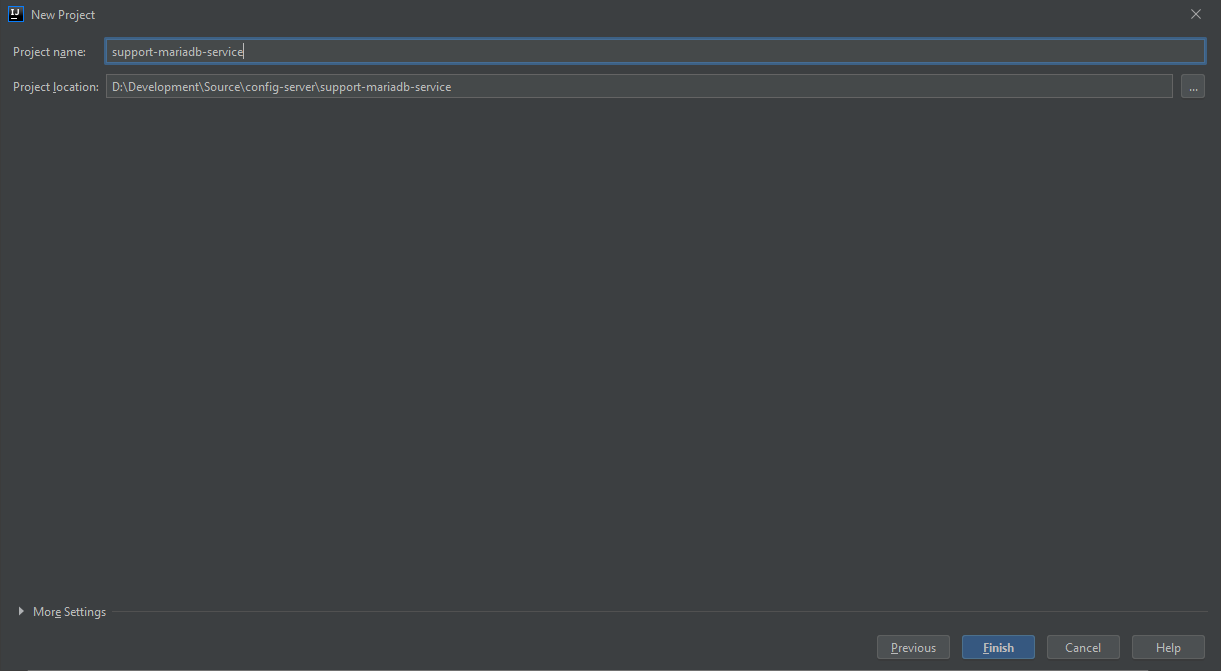 IJ New Project
Project name: support-mariadb-service
Project location: D:\Development\Source\config-server\support-mariadb-service ...
More Settings
Previous Finish Cancel Help